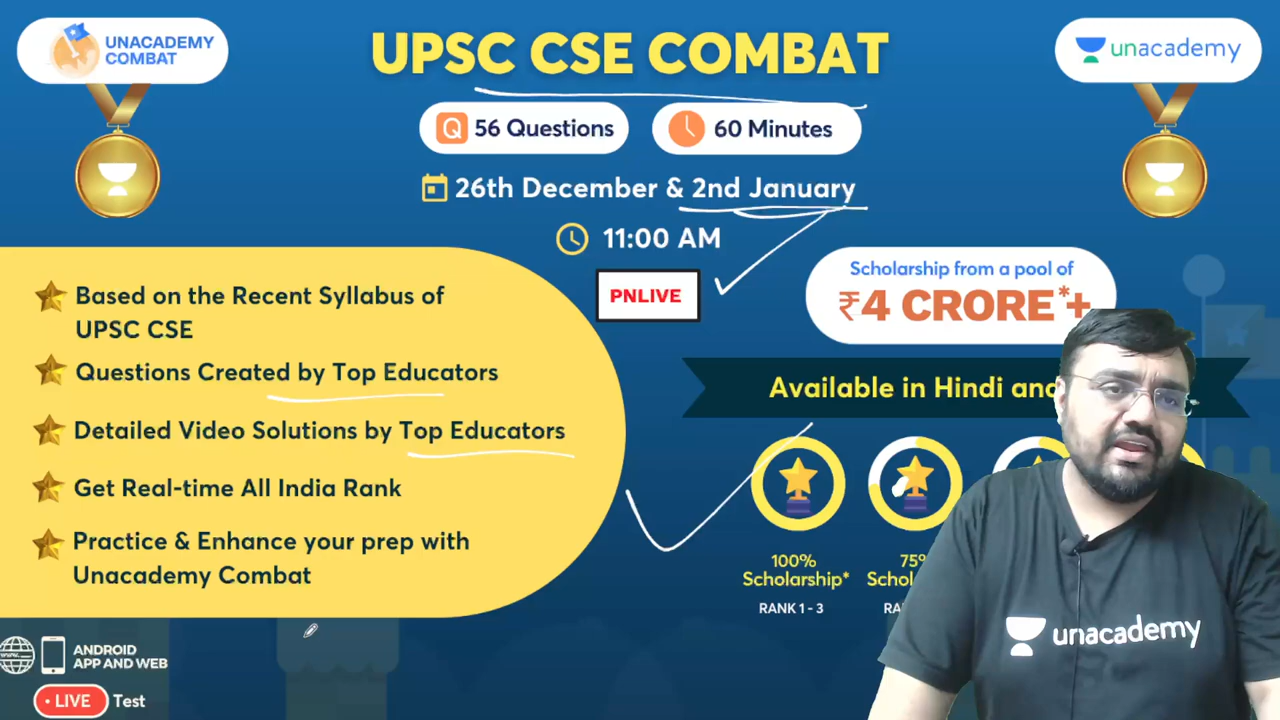 UNACADEMY
COMBAT
UPSC CSE COMBAT
unacademy
56 Questions
60 Minutes
26th December & 2nd January
11:00 AM
PNLIVE
Scholarship from a pool of
₹4 CRORE*+
Based on the Recent Syllabus of
UPSC CSE
Questions Created by Top Educators
Detailed Video Solutions by Top Educators
Get Real-time All India Rank
Practice & Enhance your prep with
Unacademy Combat
Available in Hindi and
100%
Scholarship*
RANK 1 - 3
75%
unacademy
ANDROID
APP AND WEB
• LIVE Test